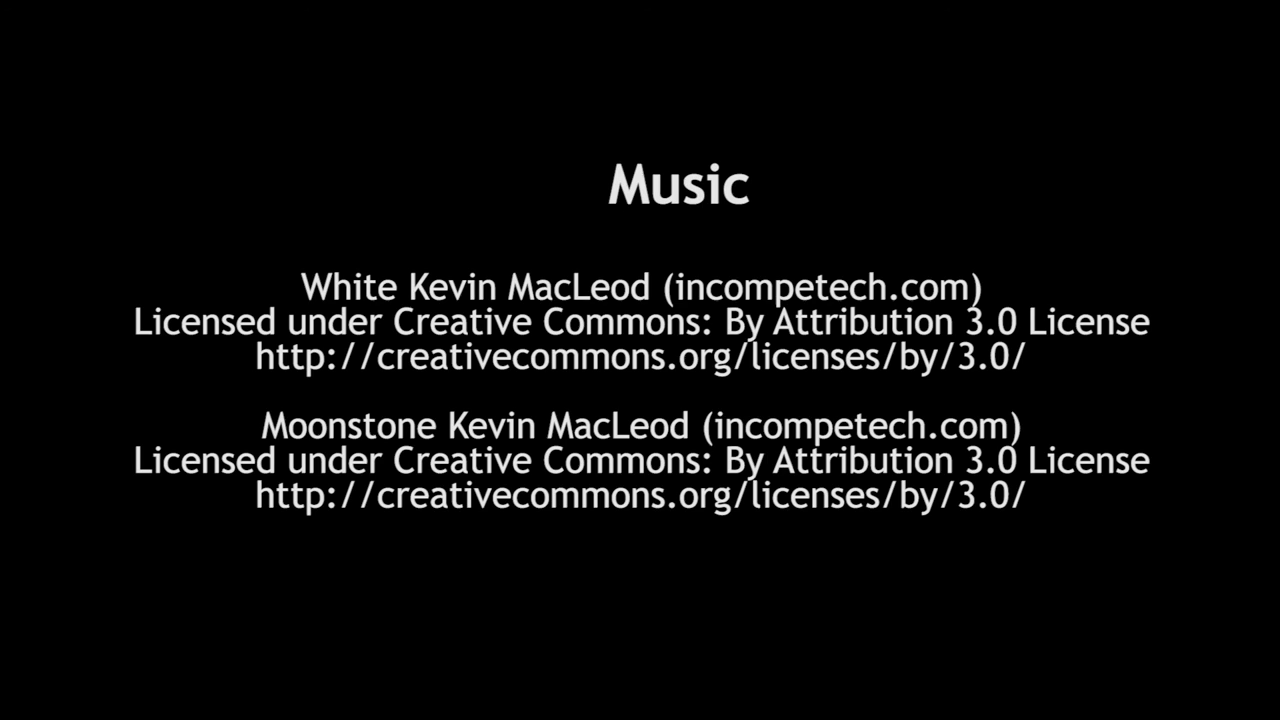 Music
White Kevin MacLeod (incompetech.com)
Licensed under Creative Commons: By Attribution 3.0 License
http://creativecommons.org/licenses/by/3.0/
Moonstone Kevin MacLeod (incompetech.com)
Licensed under Creative Commons: By Attribution 3.0 License
http://creativecommons.org/licenses/by/3.0/